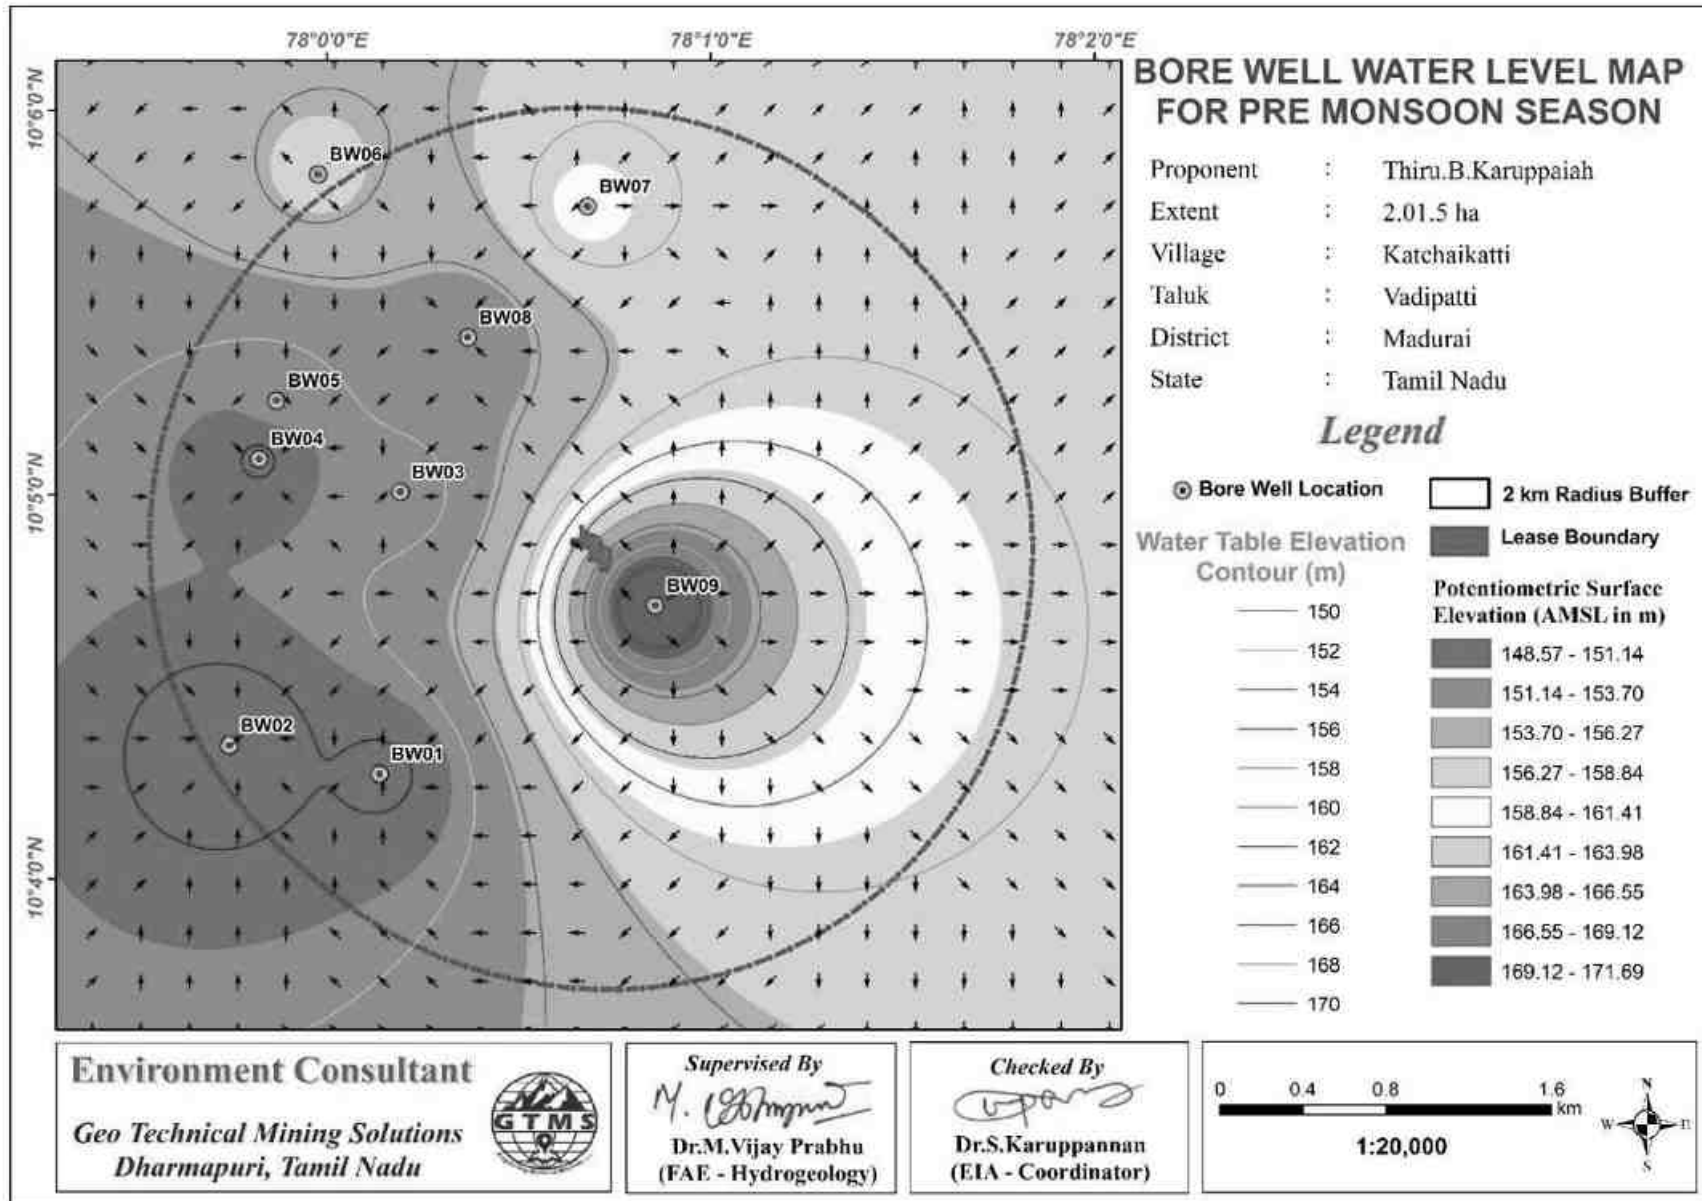 78°0'0"E 78°1'0"E 78°2'0"E
10°6'0"N
10°5'0"N
10°4'0"N
BW06
BW07
BW08
BW05
BW04
BW03
BW09
BW02
BW01
BORE WELL WATER LEVEL MAP
FOR PRE MONSOON SEASON
Proponent : Thiru.B.Karuppaiah
Extent : 2.01.5 ha
Village : Katchaikatti
Taluk : Vadipatti
District : Madurai
State : Tamil Nadu
Legend
Bore Well Location
2 km Radius Buffer
Lease Boundary
Water Table Elevation
Contour (m)
150
152
154
156
158
160
162
164
166
168
170
Potentiometric Surface
Elevation (AMSL in m)
148.57 - 151.14
151.14 - 153.70
153.70 - 156.27
156.27 - 158.84
158.84 - 161.41
161.41 - 163.98
163.98 - 166.55
166.55 - 169.12
169.12 - 171.69
Environment Consultant
Geo Technical Mining Solutions
Dharmapuri, Tamil Nadu
GTMS
Supervised By
Dr.M.Vijay Prabhu
(FAE - Hydrogeology)
Checked By
Dr.S.Karuppannan
(EIA - Coordinator)
0 0.4 0.8 1.6
km
1:20,000
N
W
S